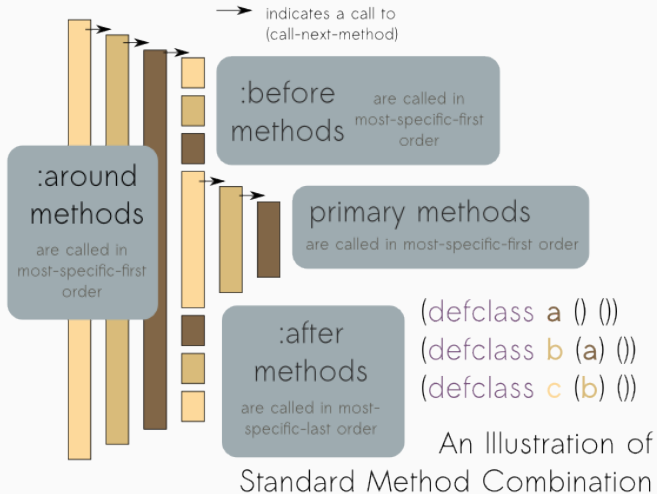 indicates a call to
(call-next-method)
:before
methods
are called in
most-specific-first
order
:around
methods
are called in
most-specific-first
order
primary methods
are called in most-specific-first order
:after
methods
are called in most-
specific-last order
(defclass a () ())
(defclass b (a) ())
(defclass c (b) ())
An Illustration of
Standard Method Combination